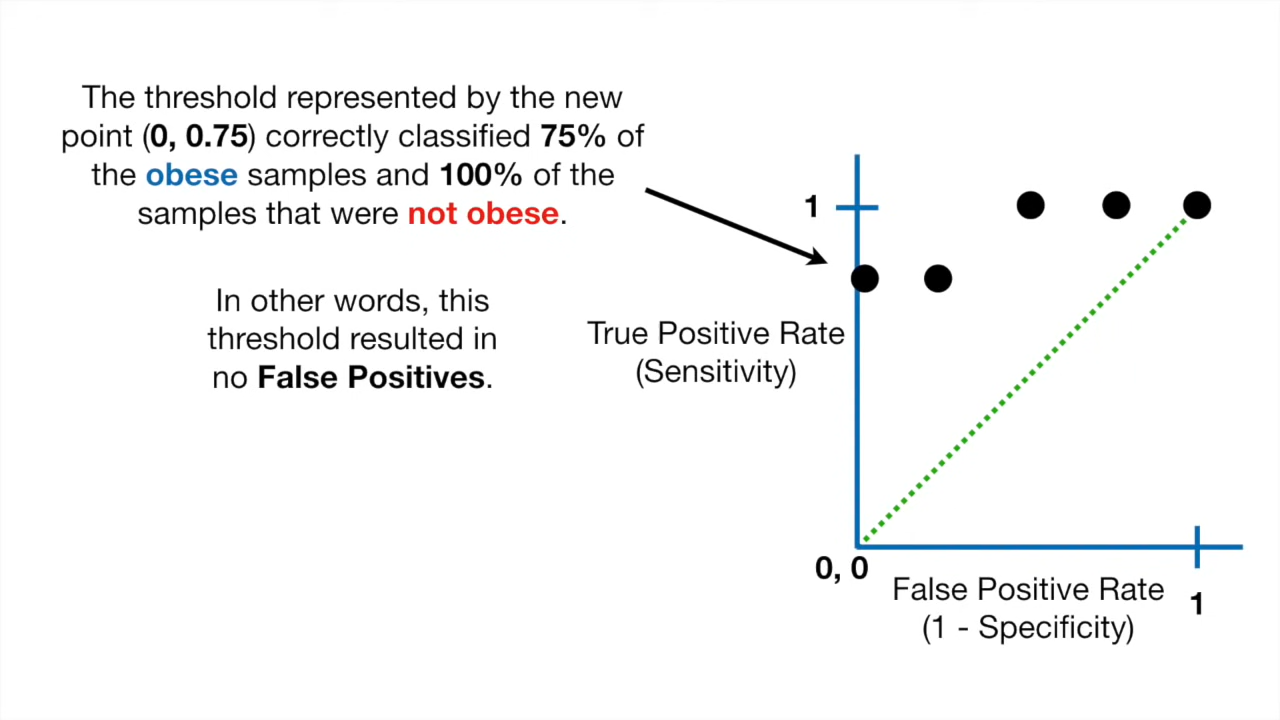 The threshold represented by the new
point (0, 0.75) correctly classified 75% of
the obese samples and 100% of the
samples that were not obese.
In other words, this
threshold resulted in
no False Positives.
1
True Positive Rate
(Sensitivity)
0, 0
False Positive Rate
(1 - Specificity)
1